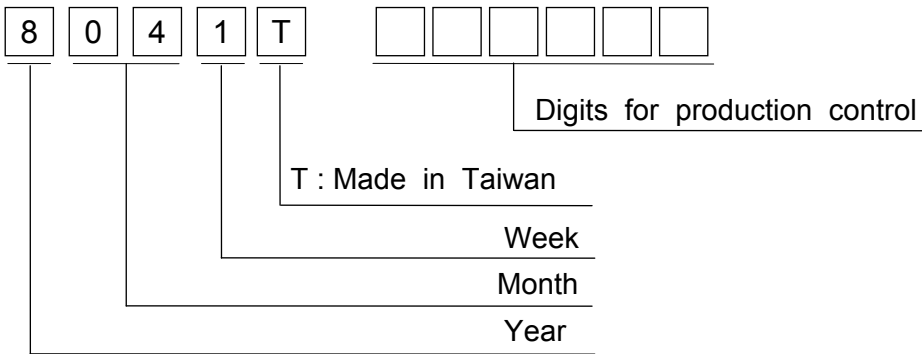 8 0 4 1 T
Digits for production control
T : Made in Taiwan
Week
Month
Year